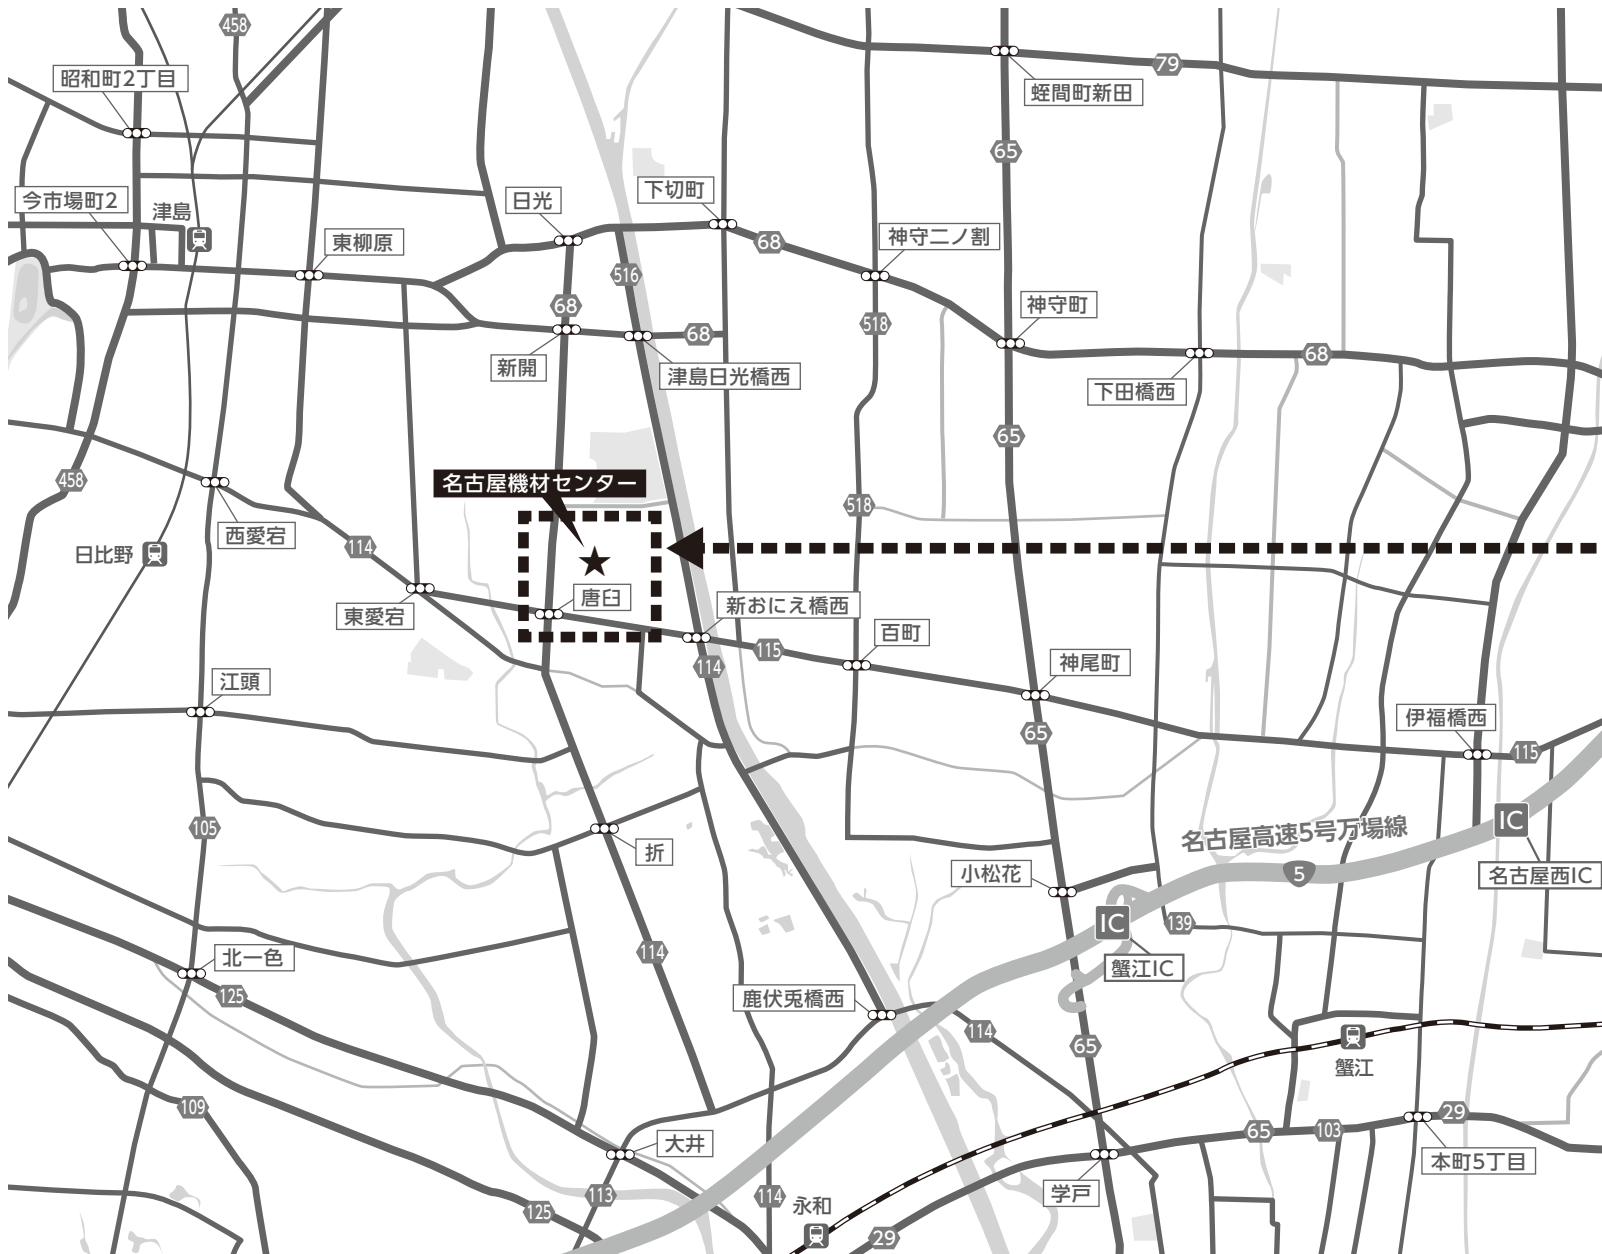 458
79
昭和町2丁目
蛭間町新田
65
今市場町2
津島
日光
下切町
東柳原
68
神守二ノ割
516
68
神守町
518
新開
68
津島日光橋西
68
下田橋西
65
458
名古屋機材センター
518
西愛宕
日比野
114
唐臼
東愛宕
新おにえ橋西
百町
115
114
神尾町
江頭
65
伊福橋西
115
105
折
名古屋高速5号万場線
IC
5
小松花
名古屋西IC
IC
139
北一色
125
114
蟹江IC
鹿伏兎橋西
114
65
蟹江
109
29
65
103
大井
本町5丁目
学戸
113
114
125
永和
29